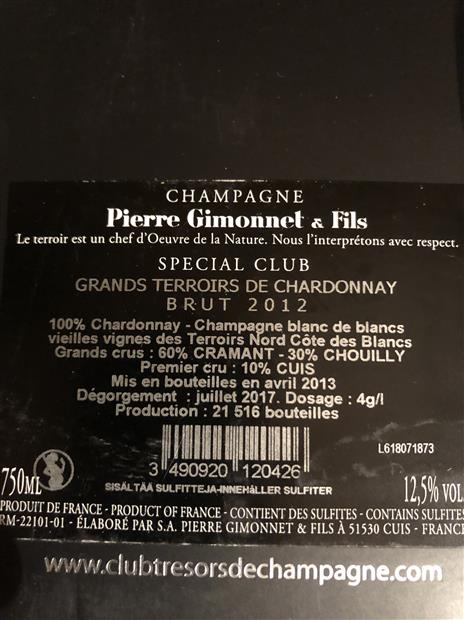 CHAMPAGNE
Pierre Gimonnet & Fils
Le terroir est un chef d'Oeuvre de la Nature. Nous l'interprétons avec respect.
SPECIAL CLUB
GRANDS TERROIRS DE CHARDONNAY
BRUT 2012
100% Chardonnay - Champagne blanc de blancs
vieilles vignes des Terroirs Nord Côte des Blancs
Grands crus : 60% CRAMANT - 30% CHOUILLY
Premier cru : 10% CUIS
Mis en bouteilles en avril 2013
Dégorgement : juillet 2017. Dosage : 4g/l
Production : 21 516 bouteilles
L618071873
3 490920 120426
750ML
SISÄLTÄÄ SULFITTEJA-INNEHÅLLER SULFITER
12,5% VOL
PRODUIT DE FRANCE - PRODUCT OF FRANCE - CONTIENT DES SULFITES - CONTAINS SULFITES
RM-22101-01 - ÉLABORÉ PAR S.A. PIERRE GIMONNET & FILS À 51530 CUIS - FRANCE
www.clubtresorsdechampagne.com